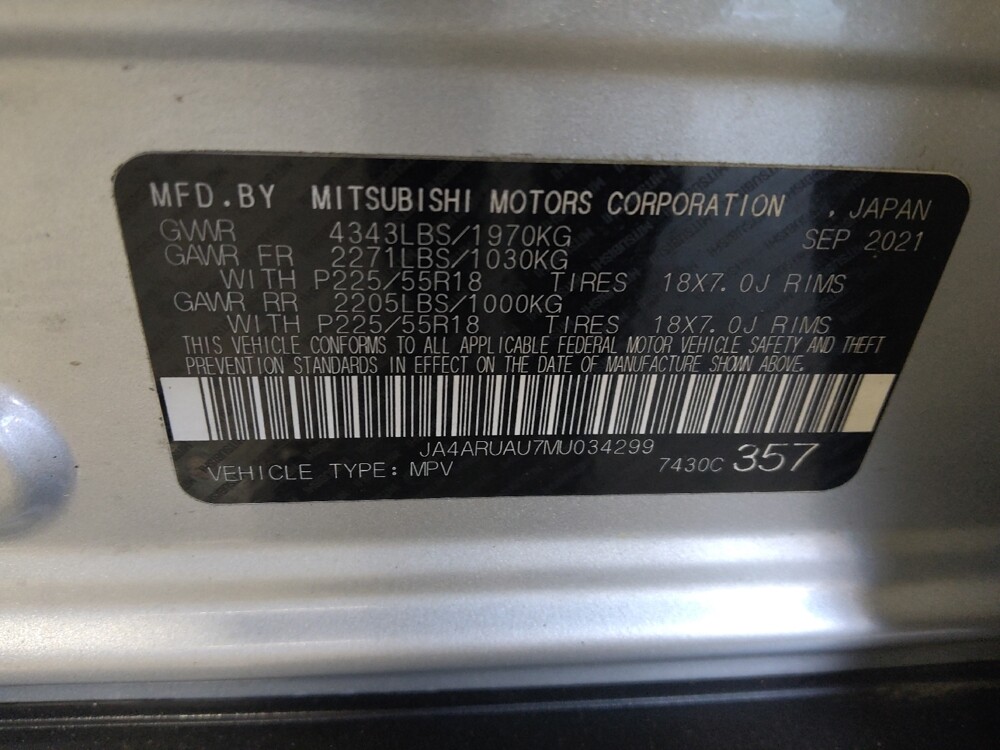 MFD.BY MITSUBISHI MOTORS CORPORATION , JAPAN
GVWR 4343LBS/1970KG SEP 2021
GAWR FR 2271LBS/1030KG
WITH P225/55R18 TIRES 18X7.0J RIMS
GAWR RR 2205LBS/1000KG
WITH P225/55R18 TIRES 18X7.0J RIMS
THIS VEHICLE CONFORMS TO ALL APPLICABLE FEDERAL MOTOR VEHICLE SAFETY AND THEFT
PREVENTION STANDARDS IN EFFECT ON THE DATE OF MANUFACTURE SHOWN ABOVE.
JA4ARUAU7MU034299
VEHICLE TYPE: MPV 7430C 357